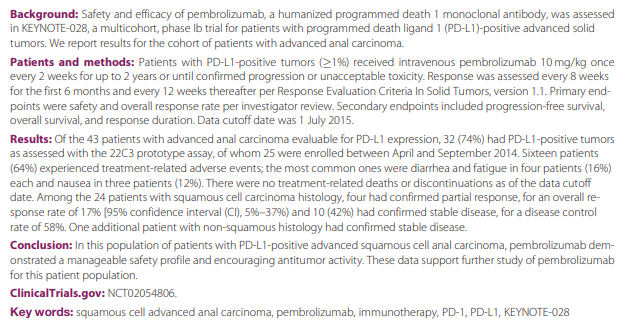 Background: Safety and efficacy of pembrolizumab, a humanized programmed death 1 monoclonal antibody, was assessed
in KEYNOTE-028, a multicohort, phase Ib trial for patients with programmed death ligand 1 (PD-L1)-positive advanced solid
tumors. We report results for the cohort of patients with advanced anal carcinoma.
Patients and methods: Patients with PD-L1-positive tumors (≥1%) received intravenous pembrolizumab 10 mg/kg once
every 2 weeks for up to 2 years or until confirmed progression or unacceptable toxicity. Response was assessed every 8 weeks
for the first 6 months and every 12 weeks thereafter per Response Evaluation Criteria In Solid Tumors, version 1.1. Primary end-
points were safety and overall response rate per investigator review. Secondary endpoints included progression-free survival,
overall survival, and response duration. Data cutoff date was 1 July 2015.
Results: Of the 43 patients with advanced anal carcinoma evaluable for PD-L1 expression, 32 (74%) had PD-L1-positive tumors
as assessed with the 22C3 prototype assay, of whom 25 were enrolled between April and September 2014. Sixteen patients
(64%) experienced treatment-related adverse events; the most common ones were diarrhea and fatigue in four patients (16%)
each and nausea in three patients (12%). There were no treatment-related deaths or discontinuations as of the data cutoff
date. Among the 24 patients with squamous cell carcinoma histology, four had confirmed partial response, for an overall re-
sponse rate of 17% [95% confidence interval (CI), 5%–37%) and 10 (42%) had confirmed stable disease, for a disease control
rate of 58%. One additional patient with non-squamous histology had confirmed stable disease.
Conclusion: In this population of patients with PD-L1-positive advanced squamous cell anal carcinoma, pembrolizumab dem-
onstrated a manageable safety profile and encouraging antitumor activity. These data support further study of pembrolizumab
for this patient population.
ClinicalTrials.gov: NCT02054806.
Key words: squamous cell advanced anal carcinoma, pembrolizumab, immunotherapy, PD-1, PD-L1, KEYNOTE-028